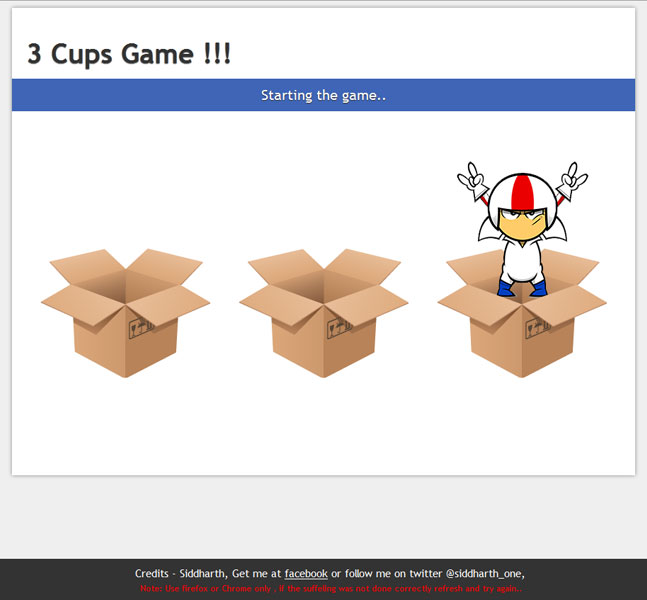 3 Cups Game !!!
Starting the game..
Credits - Siddharth, Get me at facebook or follow me on twitter @siddharth_one,
Note: Use firefox or Chrome only , if the suffeling was not done correctly refresh and try again..